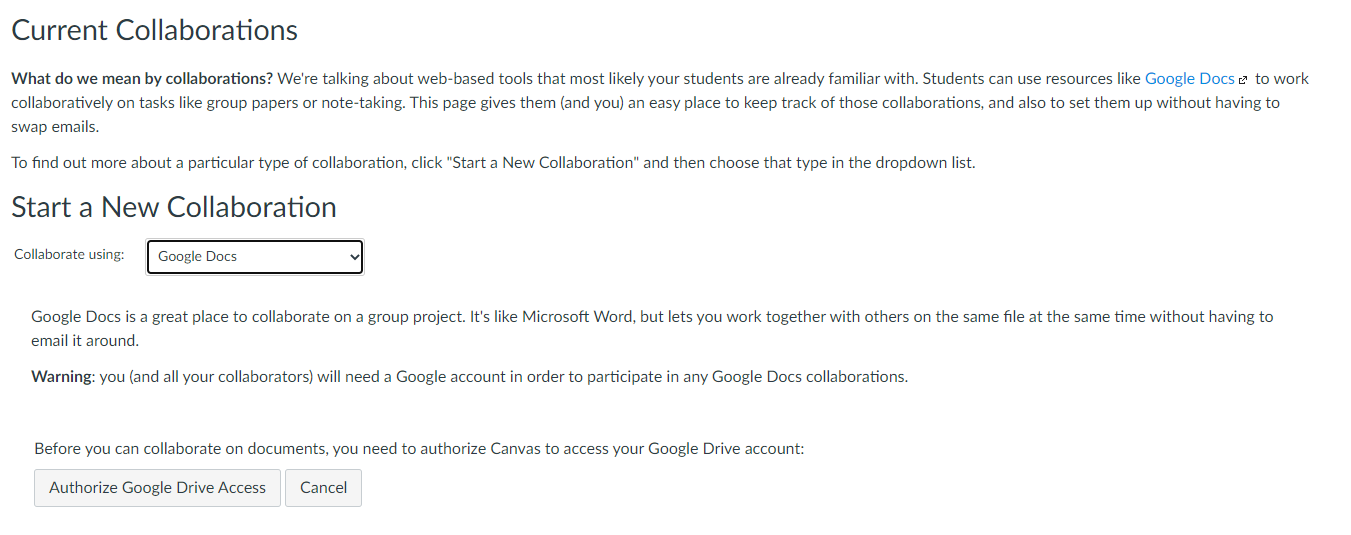 Current Collaborations
What do we mean by collaborations? We're talking about web-based tools that most likely your students are already familiar with. Students can use resources like Google Docs to work
collaboratively on tasks like group papers or note-taking. This page gives them (and you) an easy place to keep track of those collaborations, and also to set them up without having to
swap emails.
To find out more about a particular type of collaboration, click "Start a New Collaboration" and then choose that type in the dropdown list.
Start a New Collaboration
Collaborate using: Google Docs
Google Docs is a great place to collaborate on a group project. It's like Microsoft Word, but lets you work together with others on the same file at the same time without having to
email it around.
Warning: you (and all your collaborators) will need a Google account in order to participate in any Google Docs collaborations.
Before you can collaborate on documents, you need to authorize Canvas to access your Google Drive account:
Authorize Google Drive Access Cancel